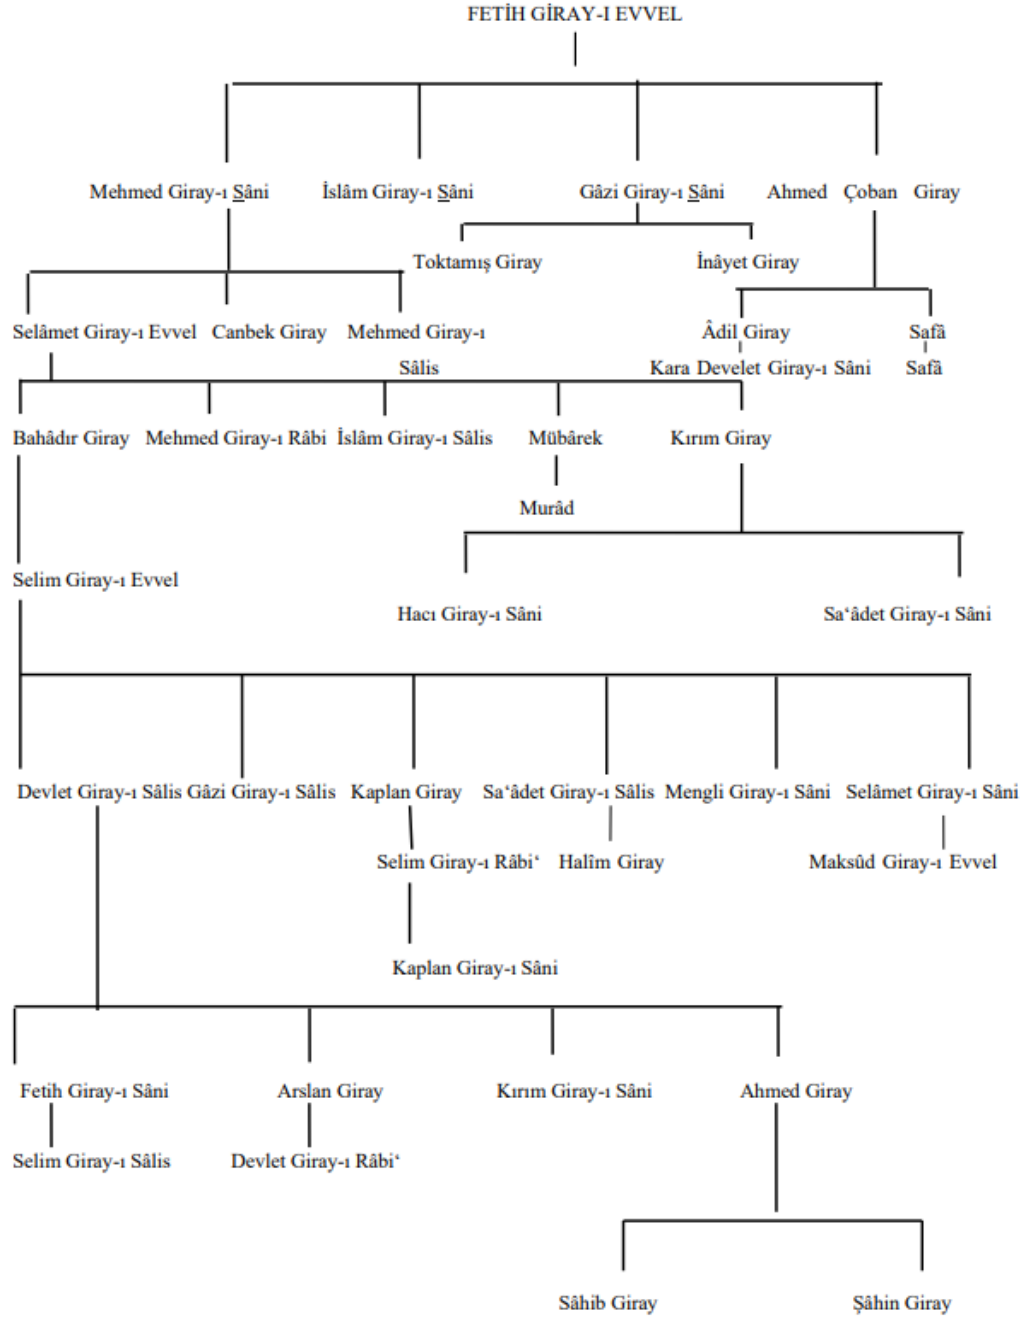 FETİH GİRAY-I EVVEL
Mehmed Giray-ı Sâni İslâm Giray-ı Sâni Gâzi Giray-ı Sâni Ahmed Çoban Giray
Toktamış Giray İnâyet Giray
Selâmet Giray-ı Evvel Canbek Giray Mehmed Giray-ı Âdil Giray Safâ
Sâlis Kara Develet Giray-ı Sâni Safâ
Bahâdır Giray Mehmed Giray-ı Râbi İslâm Giray-ı Sâlis Mübârek Kırım Giray
Murâd
Selim Giray-ı Evvel
Hacı Giray-ı Sâni Sa‘âdet Giray-ı Sâni
Devlet Giray-ı Sâlis Gâzi Giray-ı Sâlis Kaplan Giray Sa‘âdet Giray-ı Sâlis Mengli Giray-ı Sâni Selâmet Giray-ı Sâni
Selim Giray-ı Râbi‘ Halîm Giray Maksûd Giray-ı Evvel
Kaplan Giray-ı Sâni
Fetih Giray-ı Sâni Arslan Giray Kırım Giray-ı Sâni Ahmed Giray
Selim Giray-ı Sâlis Devlet Giray-ı Râbi‘
Sâhib Giray Şâhin Giray